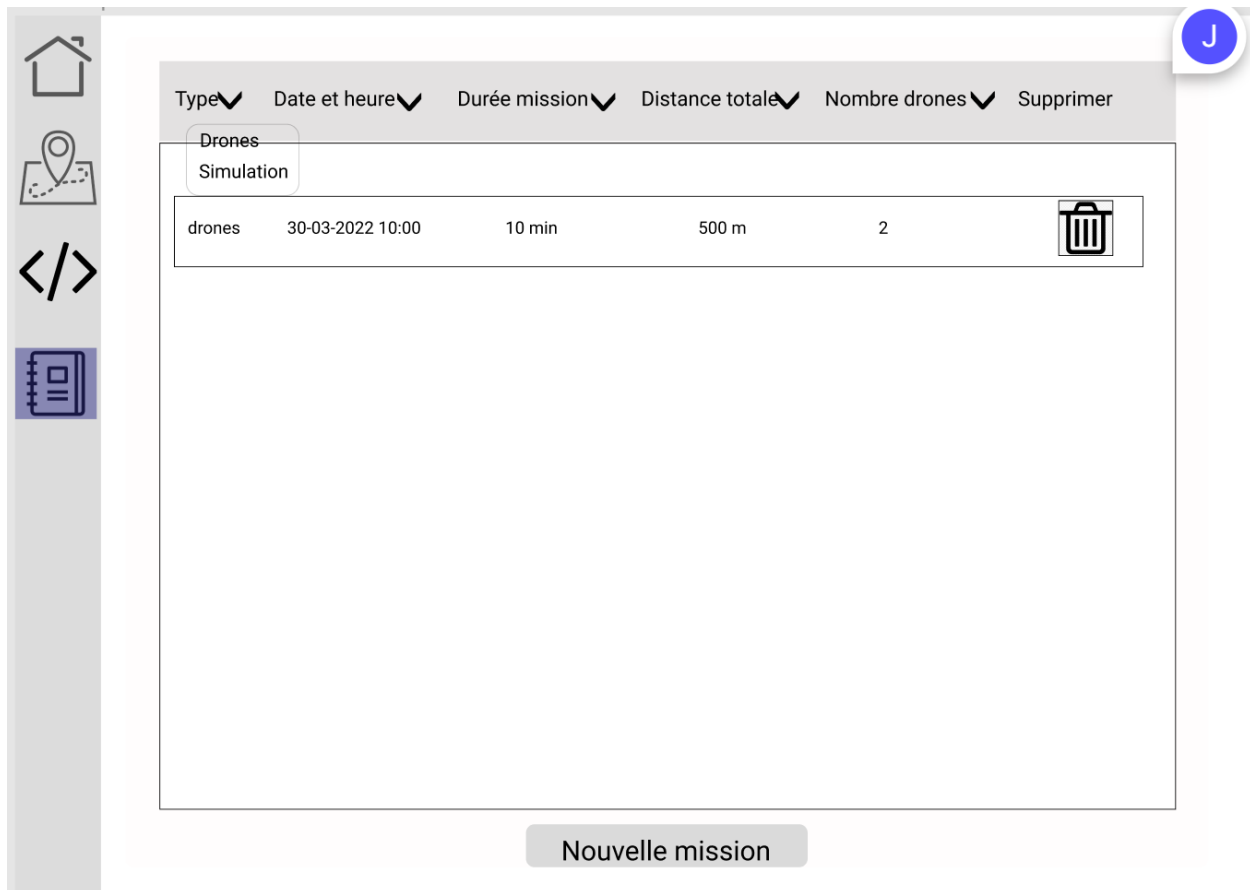 J
Type Date et heure Durée mission Distance totale Nombre drones Supprimer
Drones
Simulation
drones 30-03-2022 10:00 10 min 500 m 2
Nouvelle mission